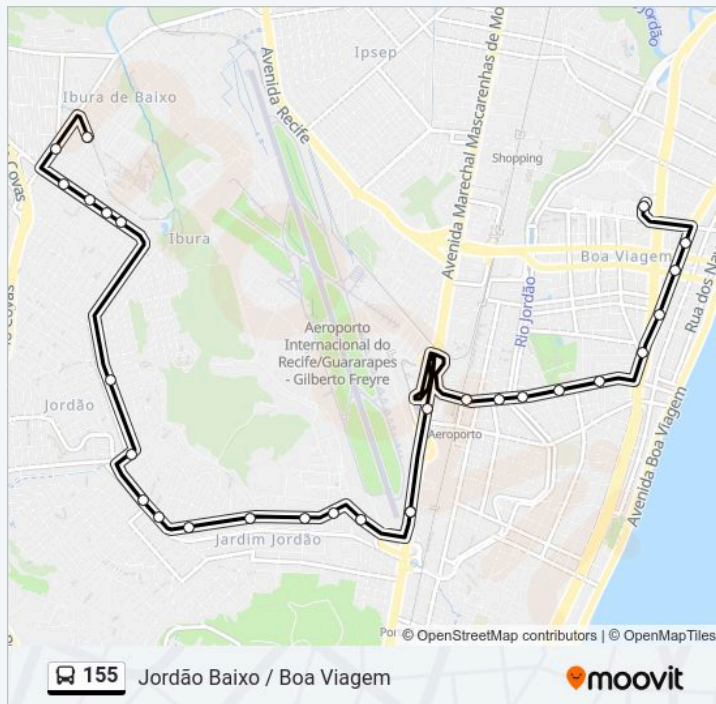 Ipsep
Ibura de Baixo
Avenida Recife
Avenida Marechal Mascarenhas de Mo
Shopping
Covas
Ibura
Boa Viagem
Rio Jordão
Rua dos Na
Aeroporto
Internacional do
Recife/Guararapes
- Gilberto Freyre
Jordão
Aeroporto
Avenida Boa Viagem
Jardim Jordão
© OpenStreetMap contributors | © OpenMapTiles
155 Jordão Baixo / Boa Viagem
moovit